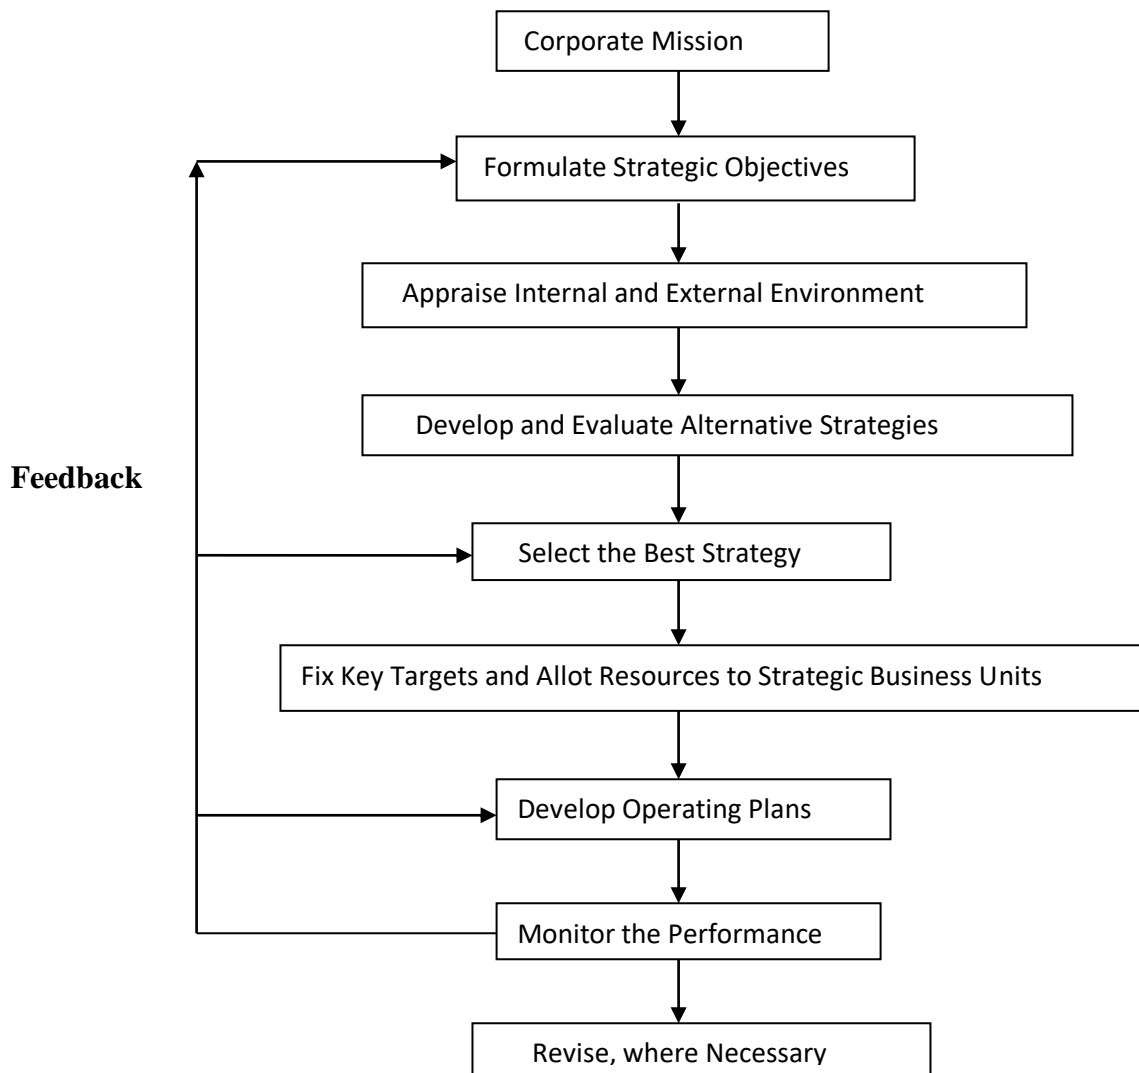 Corporate Mission
Formulate Strategic Objectives
Appraise Internal and External Environment
Develop and Evaluate Alternative Strategies
Feedback
Select the Best Strategy
Fix Key Targets and Allot Resources to Strategic Business Units
Develop Operating Plans
Monitor the Performance
Revise, where Necessary